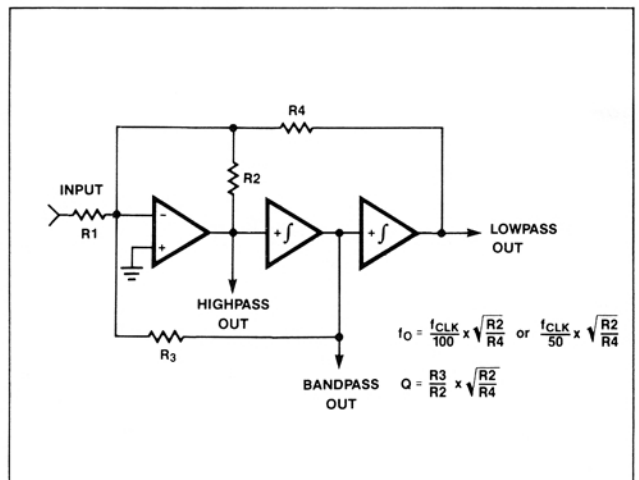 R4
R2
INPUT
R1
-
+
+∫
+∫
LOWPASS
OUT
HIGHPASS
OUT
R3
BANDPASS
OUT
fO = fCLK/100 x √R2/R4 or fCLK/50 x √R2/R4
Q = R3/R2 x √R2/R4